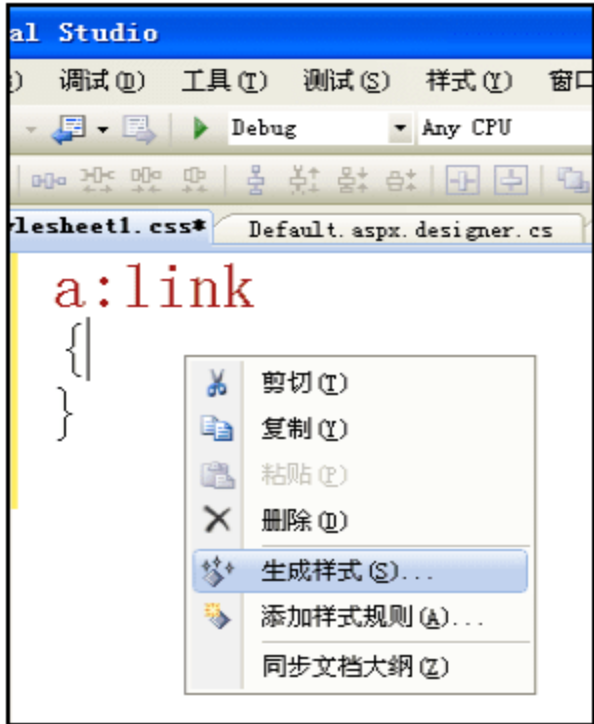 al Studio
) 调试(D) 工具(T) 测试(S) 样式(Y) 窗口
Debug Any CPU
lesheet1.css* Default.aspx.designer.cs
a:link
{
}
剪切(T)
复制(Y)
粘贴(P)
删除(D)
生成样式(S)...
添加样式规则(A)...
同步文档大纲(Z)